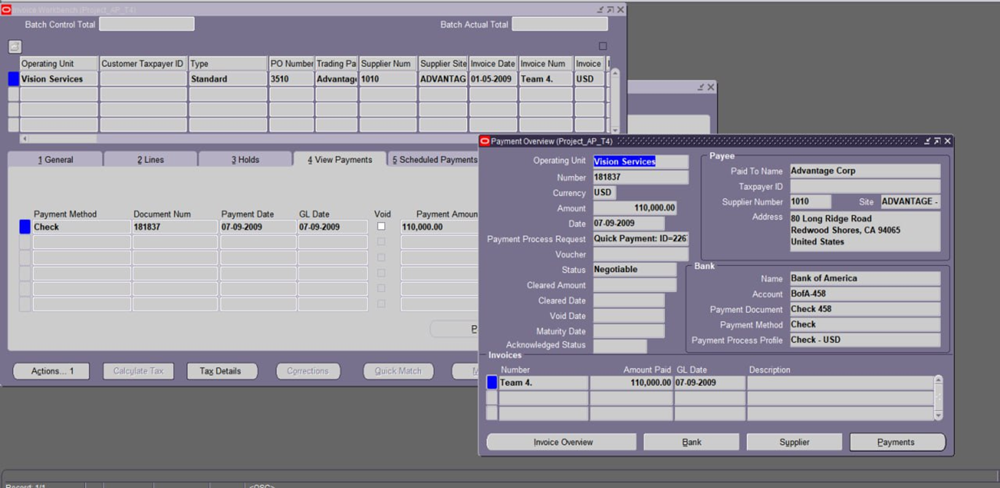 Invoice Workbench (Project_AP_T4)
Batch Control Total
Batch Actual Total
Operating Unit Customer Taxpayer ID Type PO Number Trading Pa Supplier Num Supplier Site Invoice Date Invoice Num Invoice
Vision Services Standard 3510 Advantage 1010 ADVANTAG 01-05-2009 Team 4. USD
1 General 2 Lines 3 Holds 4 View Payments 5 Scheduled Payments
Payment Method Document Num Payment Date GL Date Void Payment Amoun
Check 181837 07-09-2009 07-09-2009 110,000.00
P
Actions... 1 Calculate Tax Tax Details Corrections Quick Match M
Payment Overview (Project_AP_T4)
Operating Unit Vision Services
Number 181837
Currency USD
Amount 110,000.00
Date 07-09-2009
Payment Process Request Quick Payment: ID=226
Voucher
Status Negotiable
Cleared Amount
Cleared Date
Void Date
Maturity Date
Acknowledged Status
Payee
Paid To Name Advantage Corp
Taxpayer ID
Supplier Number 1010 Site ADVANTAGE -
Address 80 Long Ridge Road
Redwood Shores, CA 94065
United States
Bank
Name Bank of America
Account BofA-458
Payment Document Check 458
Payment Method Check
Payment Process Profile Check - USD
Invoices
Number Amount Paid GL Date Description
Team 4. 110,000.00 07-09-2009
Invoice Overview Bank Supplier Payments
Record: 1/1 <OSC>